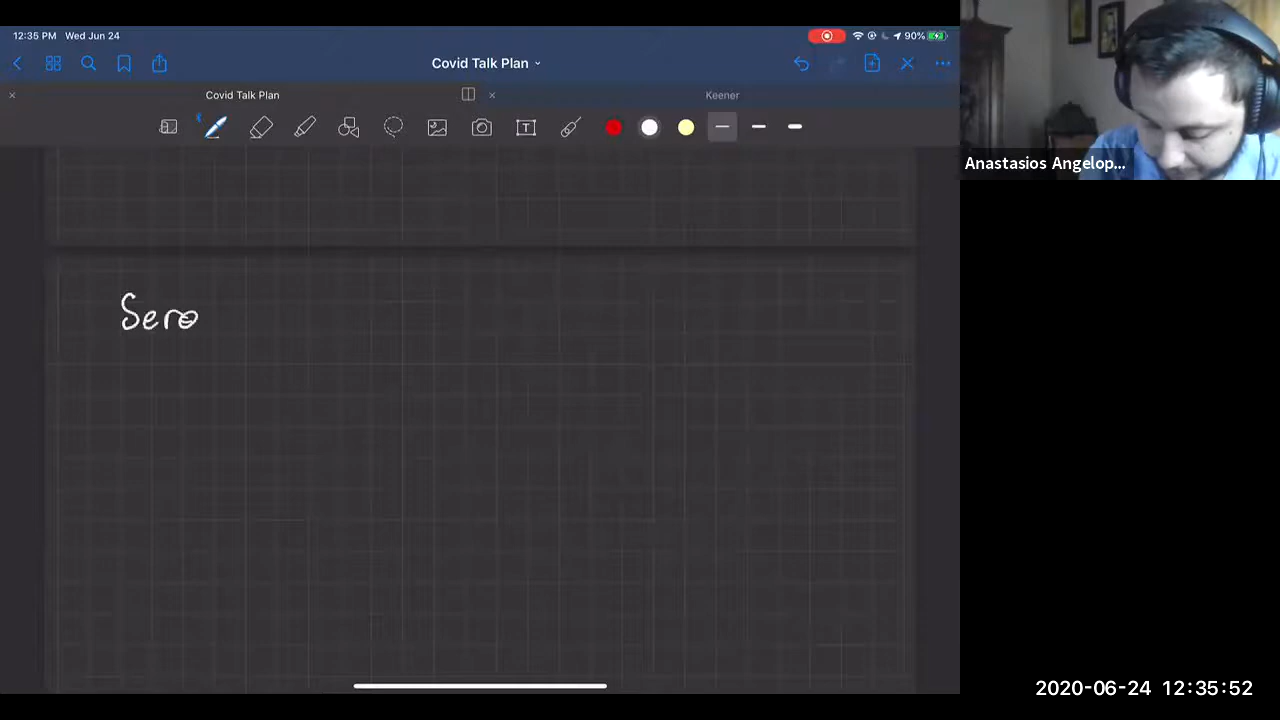 12:35 PM Wed Jun 24
90%
Covid Talk Plan
Covid Talk Plan
Keener
T
Sero
Anastasios Angelop...
2020-06-24 12:35:52